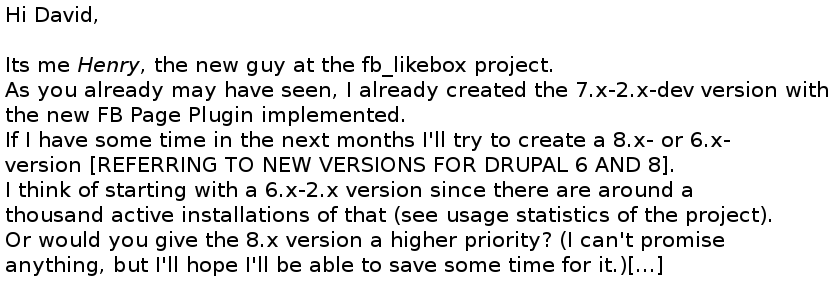 Hi David,

Its me Henry, the new guy at the fb_likebox project.
As you already may have seen, I already created the 7.x-2.x-dev version with
the new FB Page Plugin implemented.
If I have some time in the next months I'll try to create a 8.x- or 6.x-
version [REFERRING TO NEW VERSIONS FOR DRUPAL 6 AND 8].
I think of starting with a 6.x-2.x version since there are around a
thousand active installations of that (see usage statistics of the project).
Or would you give the 8.x version a higher priority? (I can't promise
anything, but I'll hope I'll be able to save some time for it.)[...]